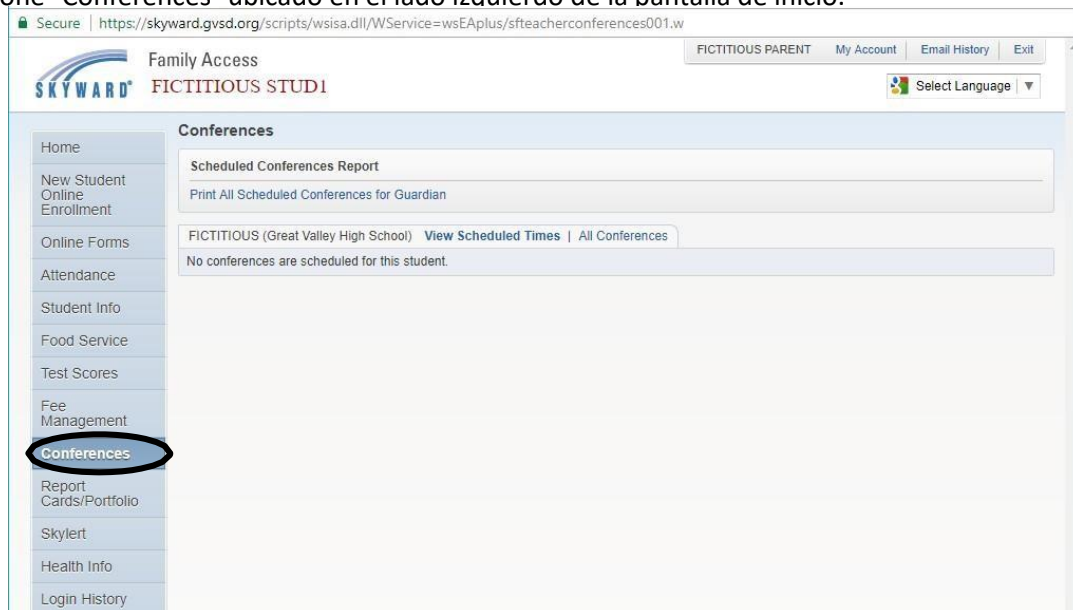 one "Conferences" ubicado en el lado izquierdo de la pantalla de inicio.
Secure | https://skyward.gvsd.org/scripts/wsisa.dll/WService=wsEAplus/sfteacherconferences001.w
FICTITIOUS PARENT My Account Email History Exit
Family Access
SKYWARD® FICTITIOUS STUD1
Select Language ▼
Conferences
Home
Scheduled Conferences Report
Print All Scheduled Conferences for Guardian
New Student
Online
Enrollment
FICTITIOUS (Great Valley High School) View Scheduled Times | All Conferences
No conferences are scheduled for this student.
Online Forms
Attendance
Student Info
Food Service
Test Scores
Fee
Management
Conferences
Report
Cards/Portfolio
Skylert
Health Info
Login History